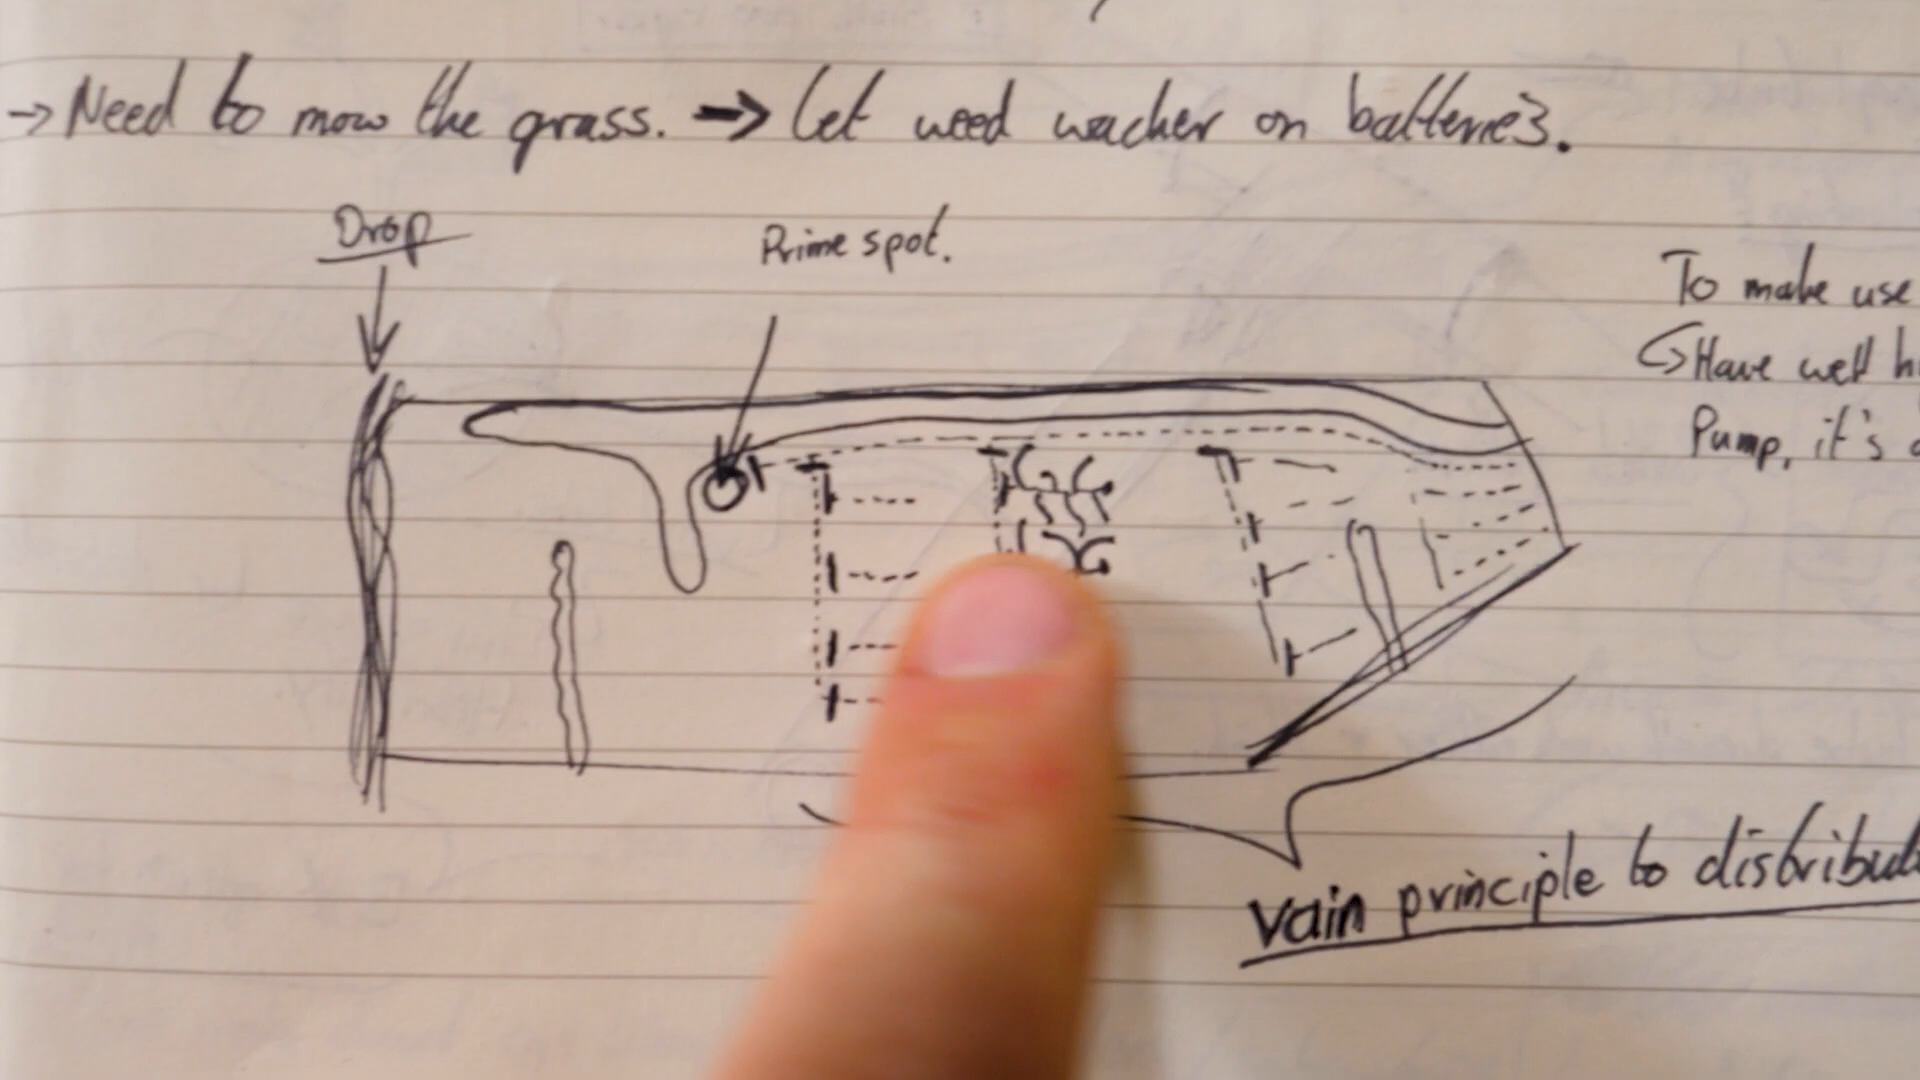 → Need to mow the grass. → Get weed wacker on batteries.
Drop
Prime spot.
To make use
Have well
Pump, it's
Vain principle to